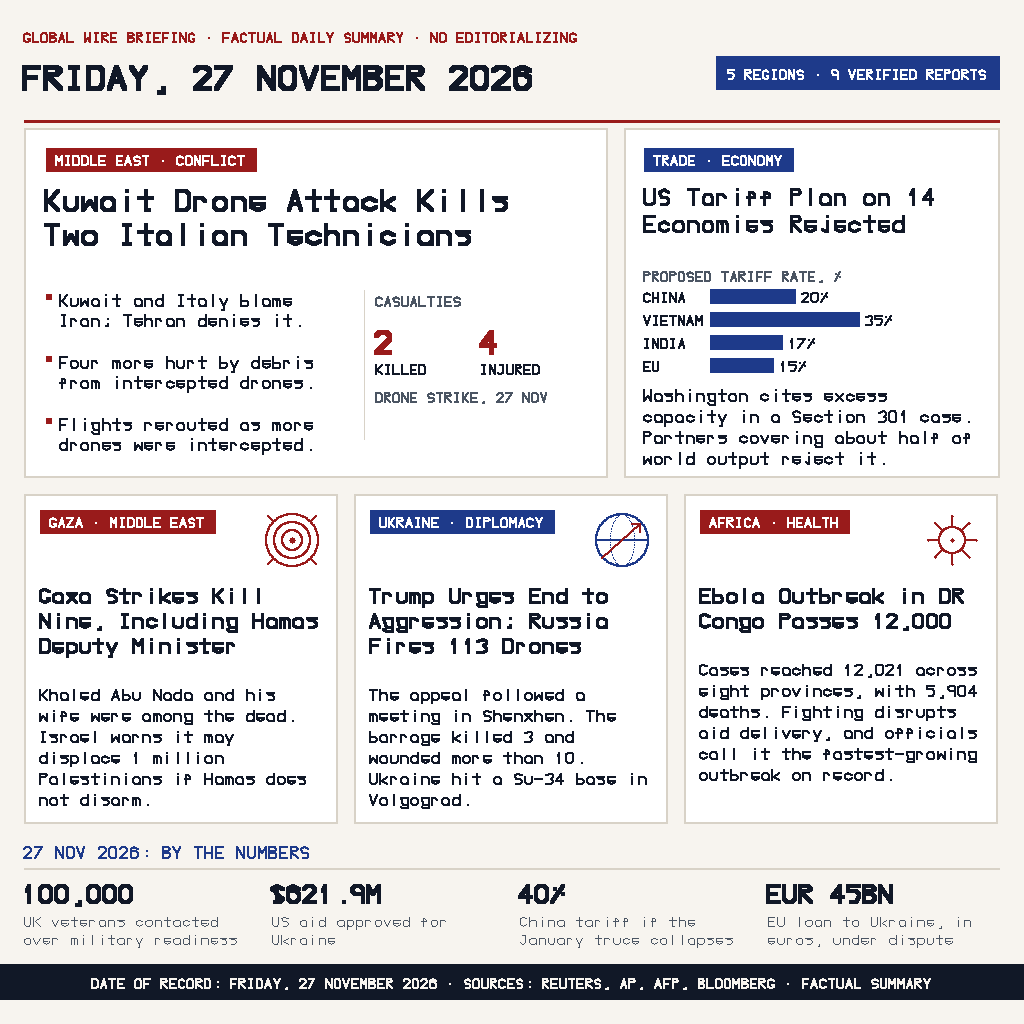 GLOBAL WIRE BRIEFING · FACTUAL DAILY SUMMARY · NO EDITORIALIZING
FRIDAY, 27 NOVEMBER 2026
5 REGIONS · 9 VERIFIED REPORTS
MIDDLE EAST · CONFLICT
Kuwait Drone Attack Kills
Two Italian Technicians
Kuwait and Italy blame
Iran; Tehran denies it.
Four more hurt by debris
from intercepted drones.
Flights rerouted as more
drones were intercepted.
CASUALTIES
2 4
KILLED INJURED
DRONE STRIKE, 27 NOV
TRADE · ECONOMY
US Tariff Plan on 14
Economies Rejected
PROPOSED TARIFF RATE, %
CHINA 20%
VIETNAM 35%
INDIA 17%
EU 15%
Washington cites excess
capacity in a Section 301 case.
Partners covering about half of
world output reject it.
GAZA · MIDDLE EAST
Gaza Strikes Kill
Nine, Including Hamas
Deputy Minister
Khaled Abu Nada and his
wife were among the dead.
Israel warns it may
displace 1 million
Palestinians if Hamas does
not disarm.
UKRAINE · DIPLOMACY
Trump Urges End to
Aggression; Russia
Fires 113 Drones
The appeal followed a
meeting in Shenzhen. The
barrage killed 3 and
wounded more than 10.
Ukraine hit a Su-34 base in
Volgograd.
AFRICA · HEALTH
Ebola Outbreak in DR
Congo Passes 12,000
Cases reached 12,021 across
eight provinces, with 5,904
deaths. Fighting disrupts
aid delivery, and officials
call it the fastest-growing
outbreak on record.
27 NOV 2026: BY THE NUMBERS
100,000
UK veterans contacted
over military readiness
$621.9M
US aid approved for
Ukraine
40%
China tariff if the
January truce collapses
EUR 45BN
EU loan to Ukraine, in
euros, under dispute
DATE OF RECORD: FRIDAY, 27 NOVEMBER 2026 · SOURCES: REUTERS, AP, AFP, BLOOMBERG · FACTUAL SUMMARY